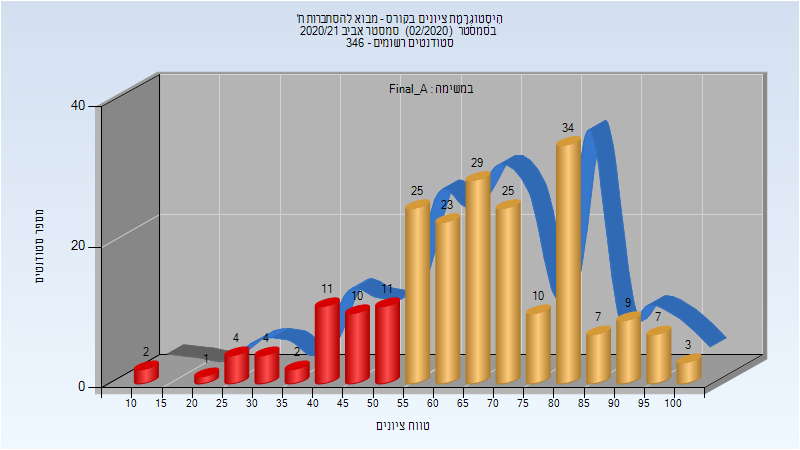 היסטוגרמת ציונים בקורס - מבוא להסתברות ח'
בסמסטר (02/2020) סמסטר אביב 2020/21
סטודנטים רשומים - 346
במשימה : Final_A
מספר סטודנטים
40
20
0
2 1 4 4 2 11 10 11 25 23 29 25 10 34 7 9 7 3
10 15 20 25 30 35 40 45 50 55 60 65 70 75 80 85 90 95 100
טווח ציונים